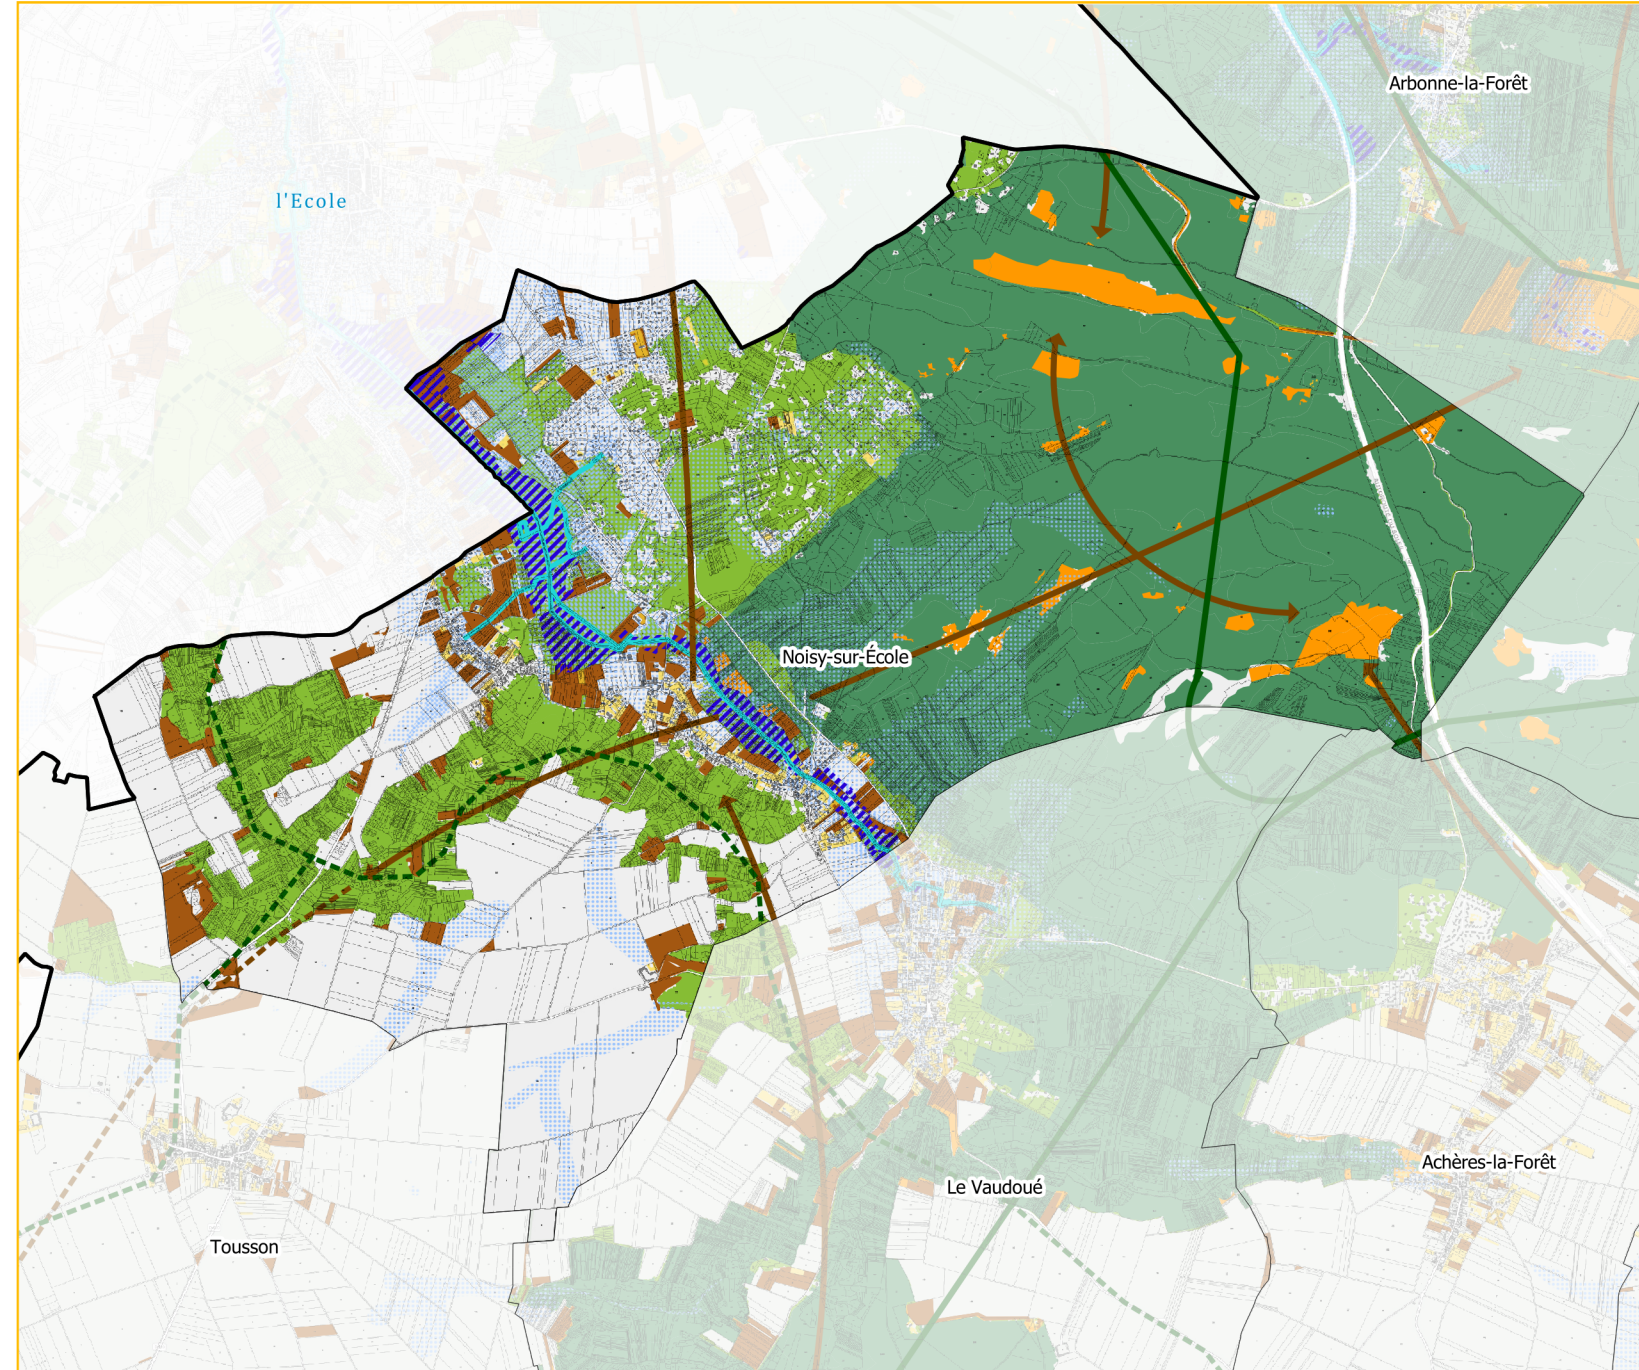 Arbonne-la-Forêt
l'Ecole
Noisy-sur-École
Achères-la-Forêt
Le Vaudoué
Tousson